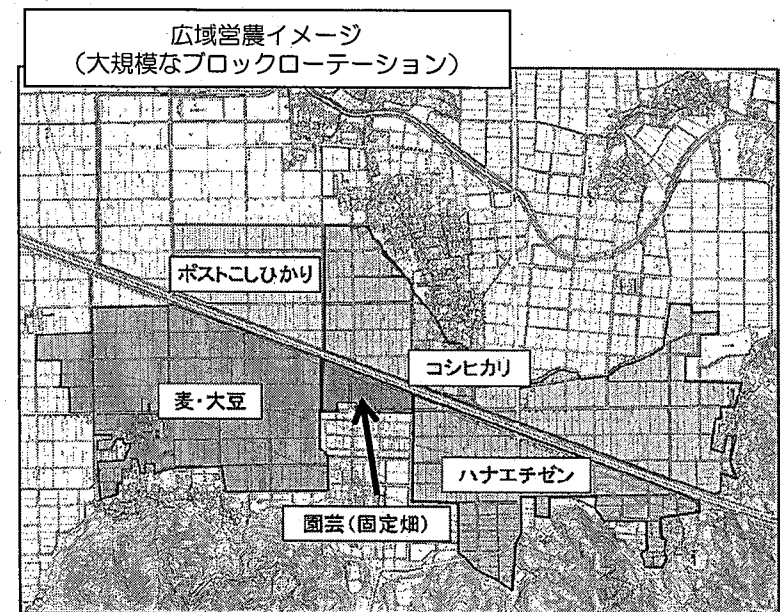 広域営農イメージ
（大規模なブロックローテーション）
ポストこしひかり
コシヒカリ
麦・大豆
ハナエチゼン
園芸（固定畑）